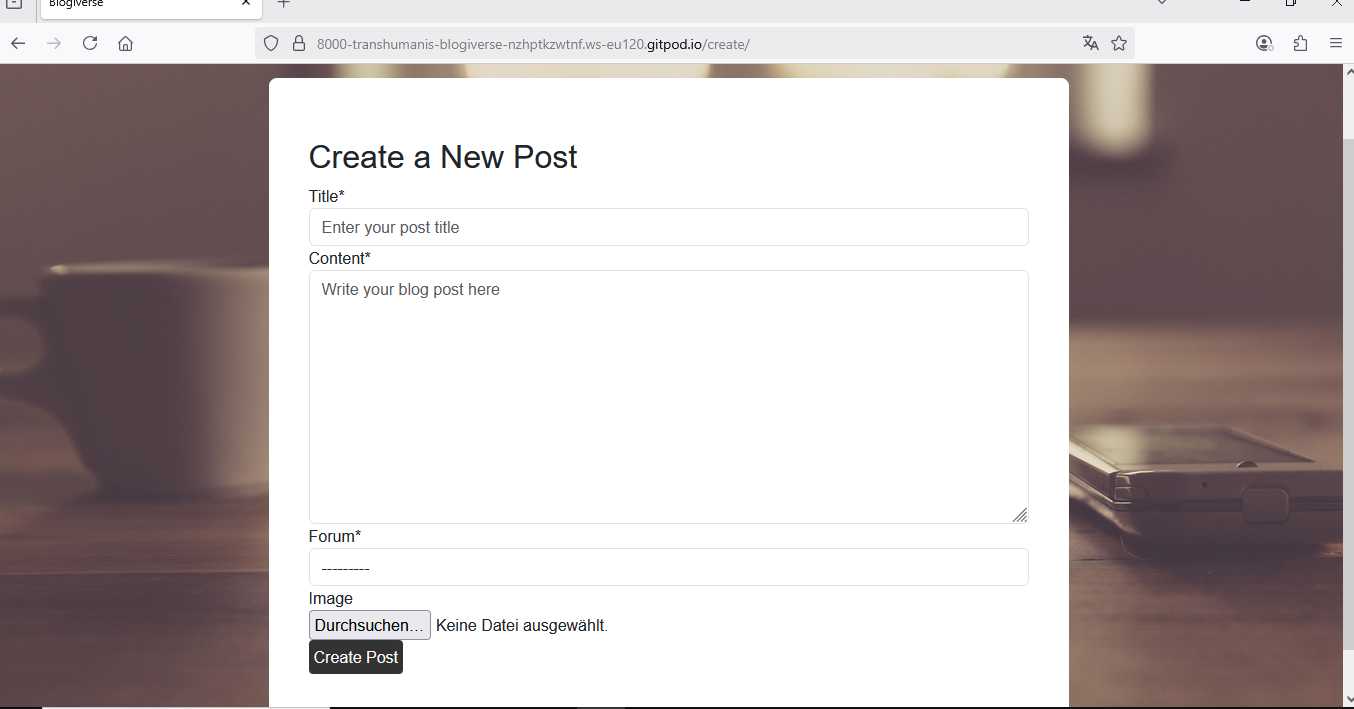 Blogiverse
8000-transhumanis-blogiverse-nzhptkzwtnf.ws-eu120.gitpod.io/create/
Create a New Post
Title*
Enter your post title
Content*
Write your blog post here
Forum*
---------
Image
Durchsuchen... Keine Datei ausgewählt.
Create Post